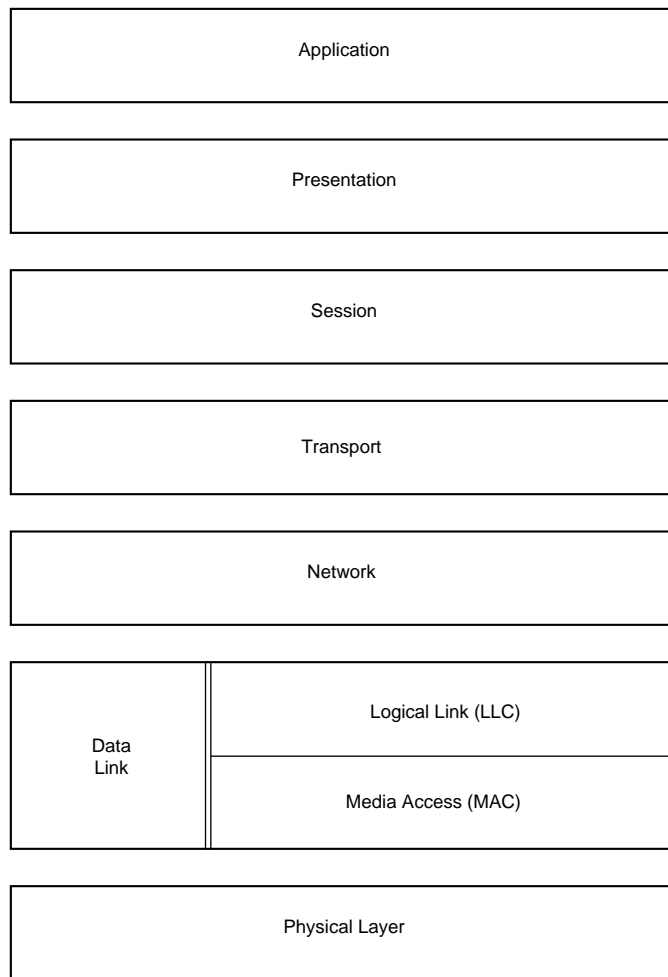 Application
Presentation
Session
Transport
Network
Data
Link
Logical Link (LLC)
Media Access (MAC)
Physical Layer